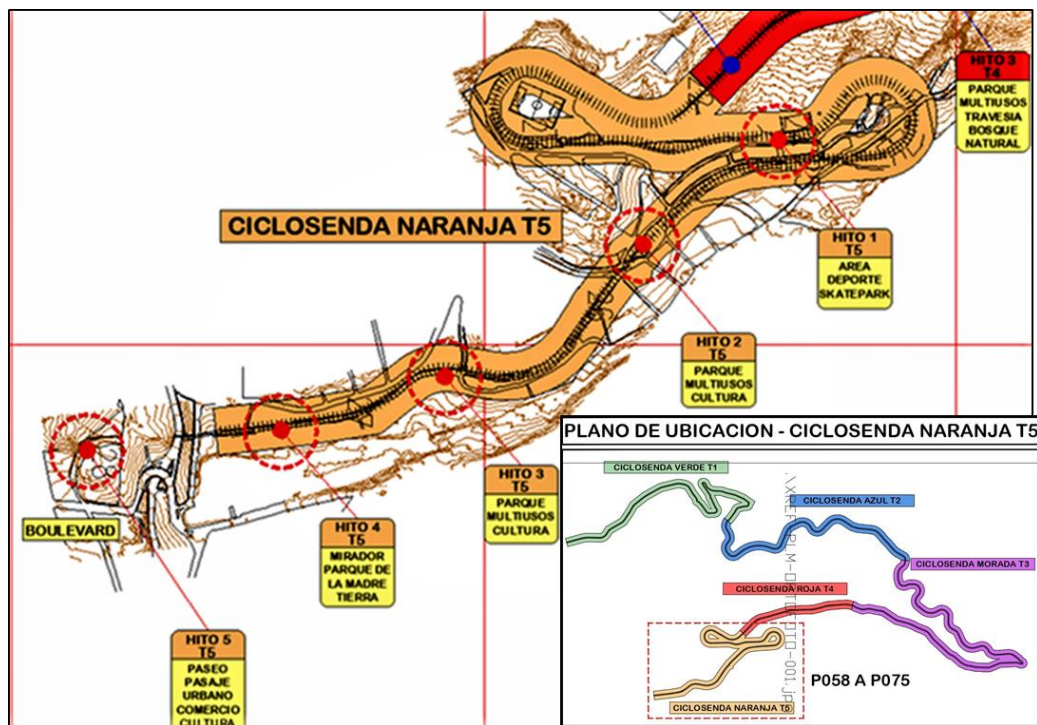 HITO 3
T4
PARQUE
MULTIUSOS
TRAVESIA
BOSQUE
NATURAL
CICLOSENDA NARANJA T5
HITO 1
T5
AREA
DEPORTE
SKATEPARK
HITO 2
T5
PARQUE
MULTIUSOS
CULTURA
HITO 3
T5
PARQUE
MULTIUSOS
CULTURA
BOULEVARD
HITO 4
T5
MIRADOR
PARQUE DE
LA MADRE
TIERRA
HITO 5
T5
PASEO
PASAJE
URBANO
COMERCIO
CULTURA
PLANO DE UBICACION - CICLOSENDA NARANJA T5
CICLOSENDA VERDE T1
CICLOSENDA AZUL T2
CICLOSENDA MORADA T3
CICLOSENDA ROJA T4
P058 A P075
CICLOSENDA NARANJA T5